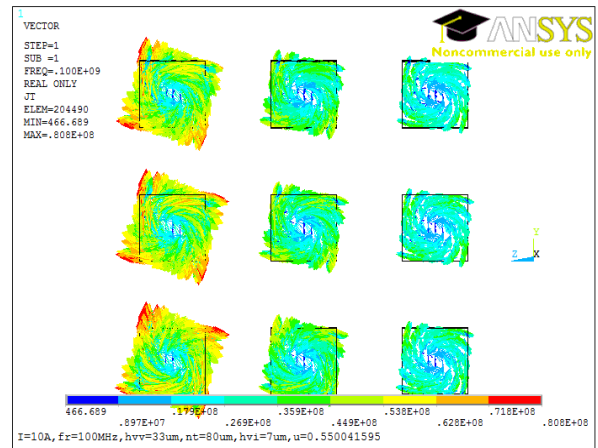 1
VECTOR
STEP=1
SUB =1
FREQ=.100E+09
REAL ONLY
JT
ELEM=204490
MIN=466.689
MAX=.808E+08
ANSYS
Noncommercial use only
Y
Z X
466.689 .179E+08 .359E+08 .538E+08 .718E+08
.897E+07 .269E+08 .449E+08 .628E+08 .808E+08
I=10A,fr=100MHz,hvv=33um,nt=80um,hvi=7um,u=0.550041595